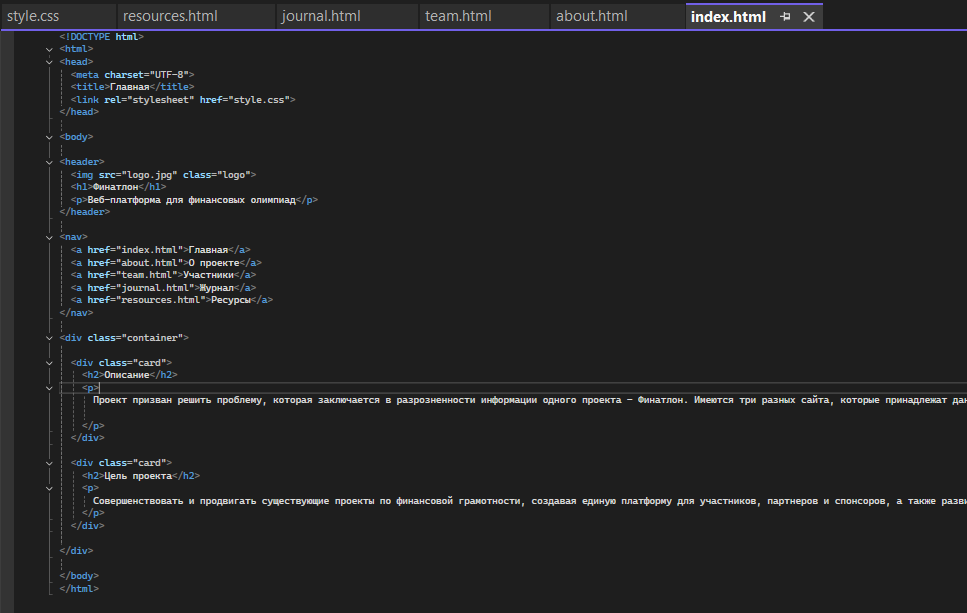 style.css resources.html journal.html team.html about.html index.html
<!DOCTYPE html>
<html>
<head>
<meta charset="UTF-8">
<title>Главная</title>
<link rel="stylesheet" href="style.css">
</head>
<body>
<header>
<img src="logo.jpg" class="logo">
<h1>Финатлон</h1>
<p>Веб-платформа для финансовых олимпиад</p>
</header>
<nav>
<a href="index.html">Главная</a>
<a href="about.html">О проекте</a>
<a href="team.html">Участники</a>
<a href="journal.html">Журнал</a>
<a href="resources.html">Ресурсы</a>
</nav>
<div class="container">
<div class="card">
<h2>Описание</h2>
<p>
Проект призван решить проблему, которая заключается в разрозненности информации одного проекта - Финатлон. Имеются три разных сайта, которые принадлежат дан
</p>
</div>
<div class="card">
<h2>Цель проекта</h2>
<p>
Совершенствовать и продвигать существующие проекты по финансовой грамотности, создавая единую платформу для участников, партнеров и спонсоров, а также разви
</p>
</div>
</div>
</body>
</html>